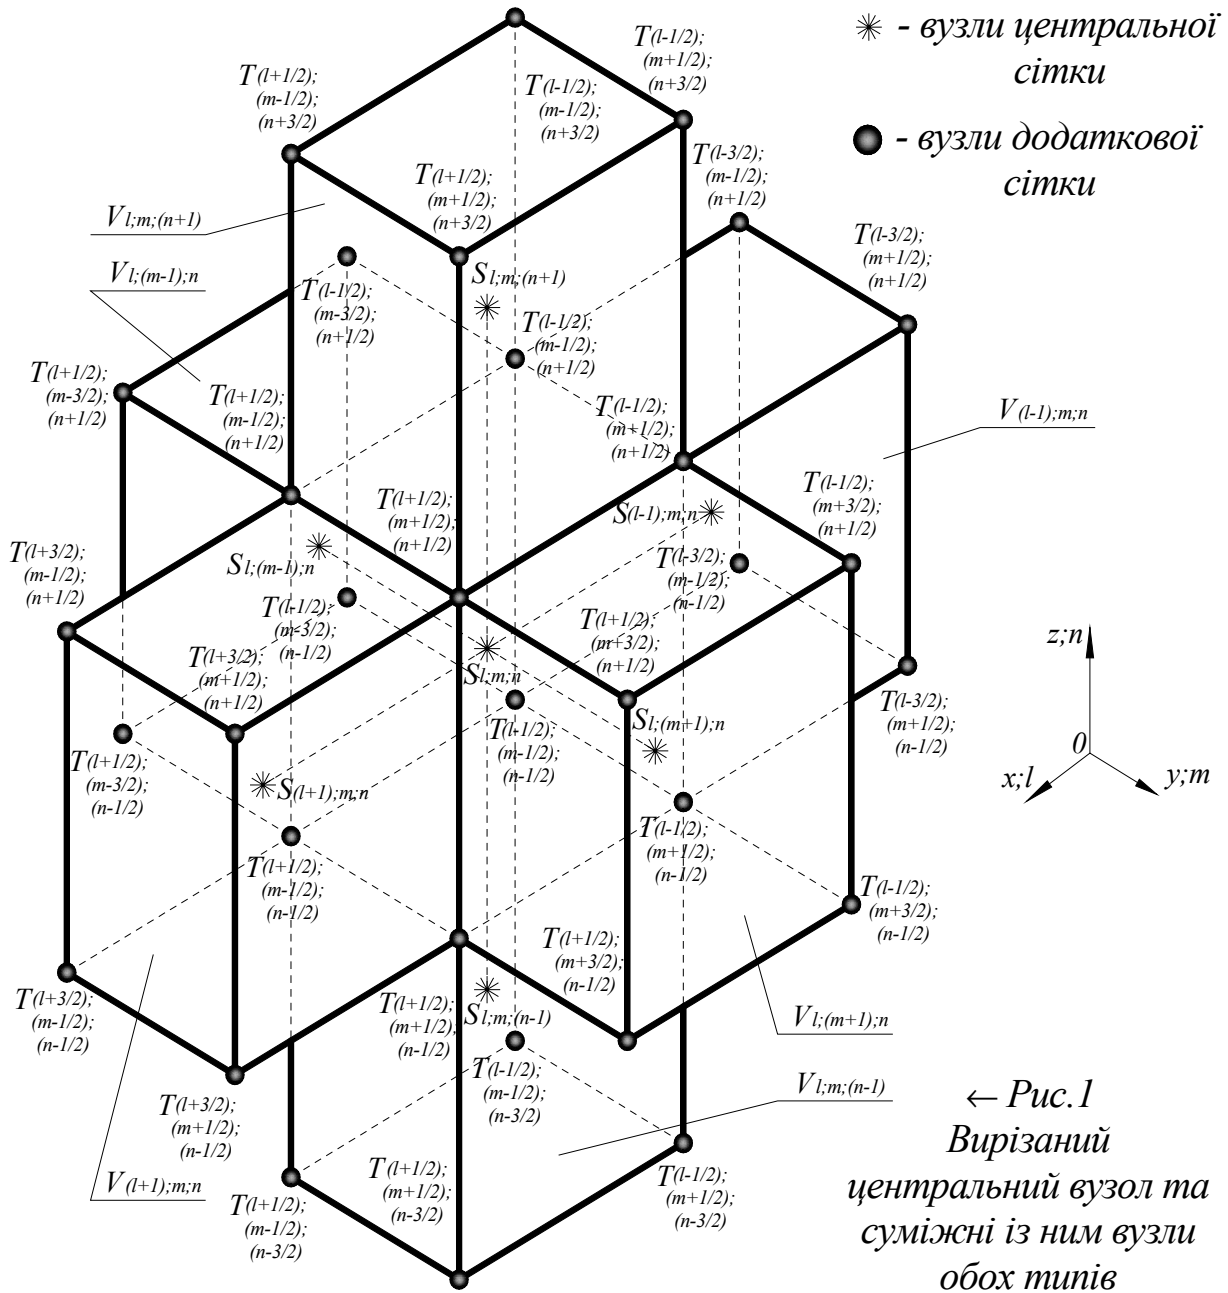 - вузли центральної
сітки
- вузли додаткової
сітки
T(l-1/2);
(m+1/2);
(n+3/2)
T(l+1/2);
(m-1/2);
(n+3/2)
T(l-1/2);
(m-1/2);
(n+3/2)
T(l-3/2);
(m-1/2);
(n+1/2)
T(l+1/2);
(m+1/2);
(n+3/2)
Vl;m;(n+1)
T(l-3/2);
(m+1/2);
(n+1/2)
Vl;(m-1);n
Sl;m;(n+1)
T(l-1/2);
(m-3/2);
(n+1/2)
T(l-1/2);
(m-1/2);
(n+1/2)
T(l+1/2);
(m-3/2);
(n+1/2)
T(l+1/2);
(m-1/2);
(n+1/2)
T(l-1/2);
(m+1/2);
(n+1/2)
V(l-1);m;n
T(l-1/2);
(m+3/2);
(n+1/2)
T(l+1/2);
(m+1/2);
(n+1/2)
S(l-1);m;n
T(l+3/2);
(m-1/2);
(n+1/2)
Sl;(m-1);n
T(l-3/2);
(m-1/2);
(n-1/2)
T(l-1/2);
(m-3/2);
(n-1/2)
T(l+1/2);
(m+3/2);
(n+1/2)
T(l+3/2);
(m+1/2);
(n+1/2)
Sl;m;n
z;n
T(l-3/2);
(m+1/2);
(n-1/2)
Sl;(m+1);n
T(l-1/2);
(m-1/2);
(n-1/2)
T(l+1/2);
(m-3/2);
(n-1/2)
S(l+1);m;n
0
x;l
y;m
T(l-1/2);
(m+1/2);
(n-1/2)
T(l+1/2);
(m-1/2);
(n-1/2)
T(l-1/2);
(m+3/2);
(n-1/2)
T(l+1/2);
(m+3/2);
(n-1/2)
T(l+3/2);
(m-1/2);
(n-1/2)
T(l+1/2);
(m+1/2);
(n-1/2)
Sl;m;(n-1)
Vl;(m+1);n
T(l-1/2);
(m-1/2);
(n-3/2)
Vl;m;(n-1)
T(l+3/2);
(m+1/2);
(n-1/2)
V(l+1);m;n
T(l+1/2);
(m-1/2);
(n-3/2)
T(l+1/2);
(m+1/2);
(n-3/2)
T(l-1/2);
(m+1/2);
(n-3/2)
← Рис.1
Вирізаний
центральний вузол та
суміжні із ним вузли
обох типів